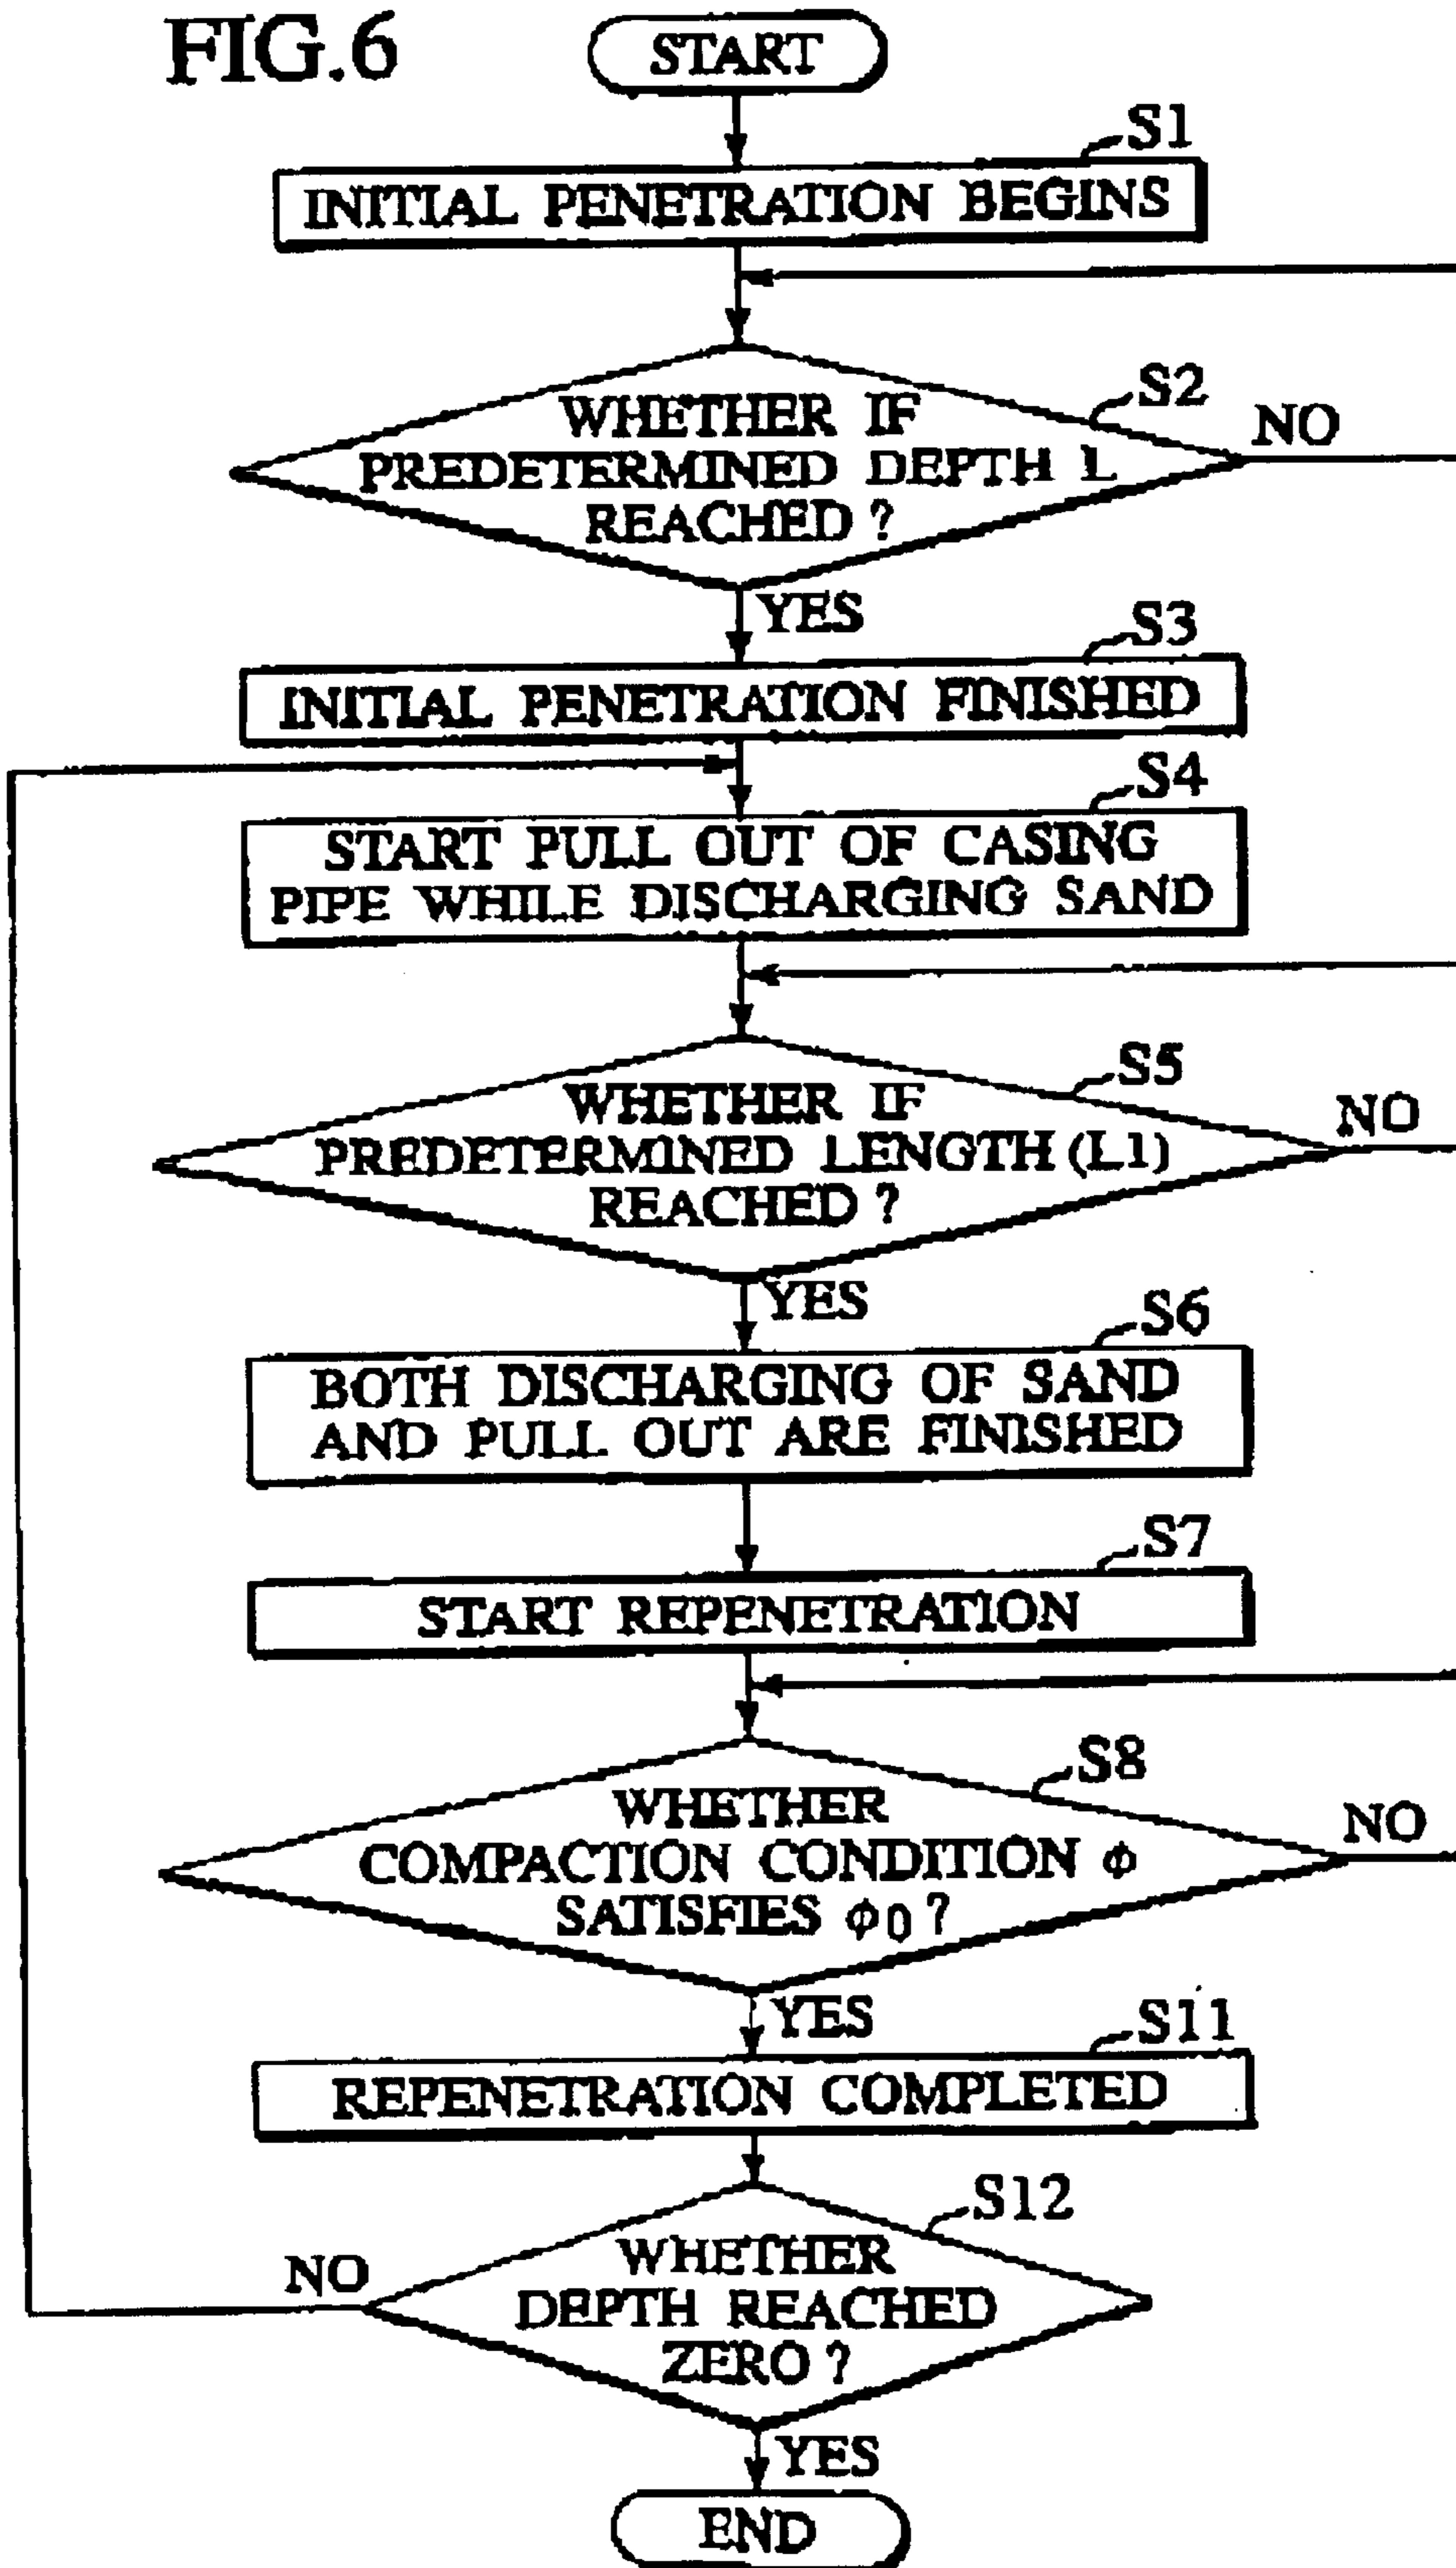 FIG.6
START
S1
INITIAL PENETRATION BEGINS
S2
WHETHER IF
PREDETERMINED DEPTH L
REACHED ?
NO
YES
S3
INITIAL PENETRATION FINISHED
S4
START PULL OUT OF CASING
PIPE WHILE DISCHARGING SAND
S5
WHETHER IF
PREDETERMINED LENGTH (L1)
REACHED ?
NO
YES
S6
BOTH DISCHARGING OF SAND
AND PULL OUT ARE FINISHED
S7
START REPENETRATION
S8
WHETHER
COMPACTION CONDITION ϕ
SATISFIES ϕ0 ?
NO
YES
S11
REPENETRATION COMPLETED
S12
WHETHER
DEPTH REACHED
ZERO ?
NO
YES
END